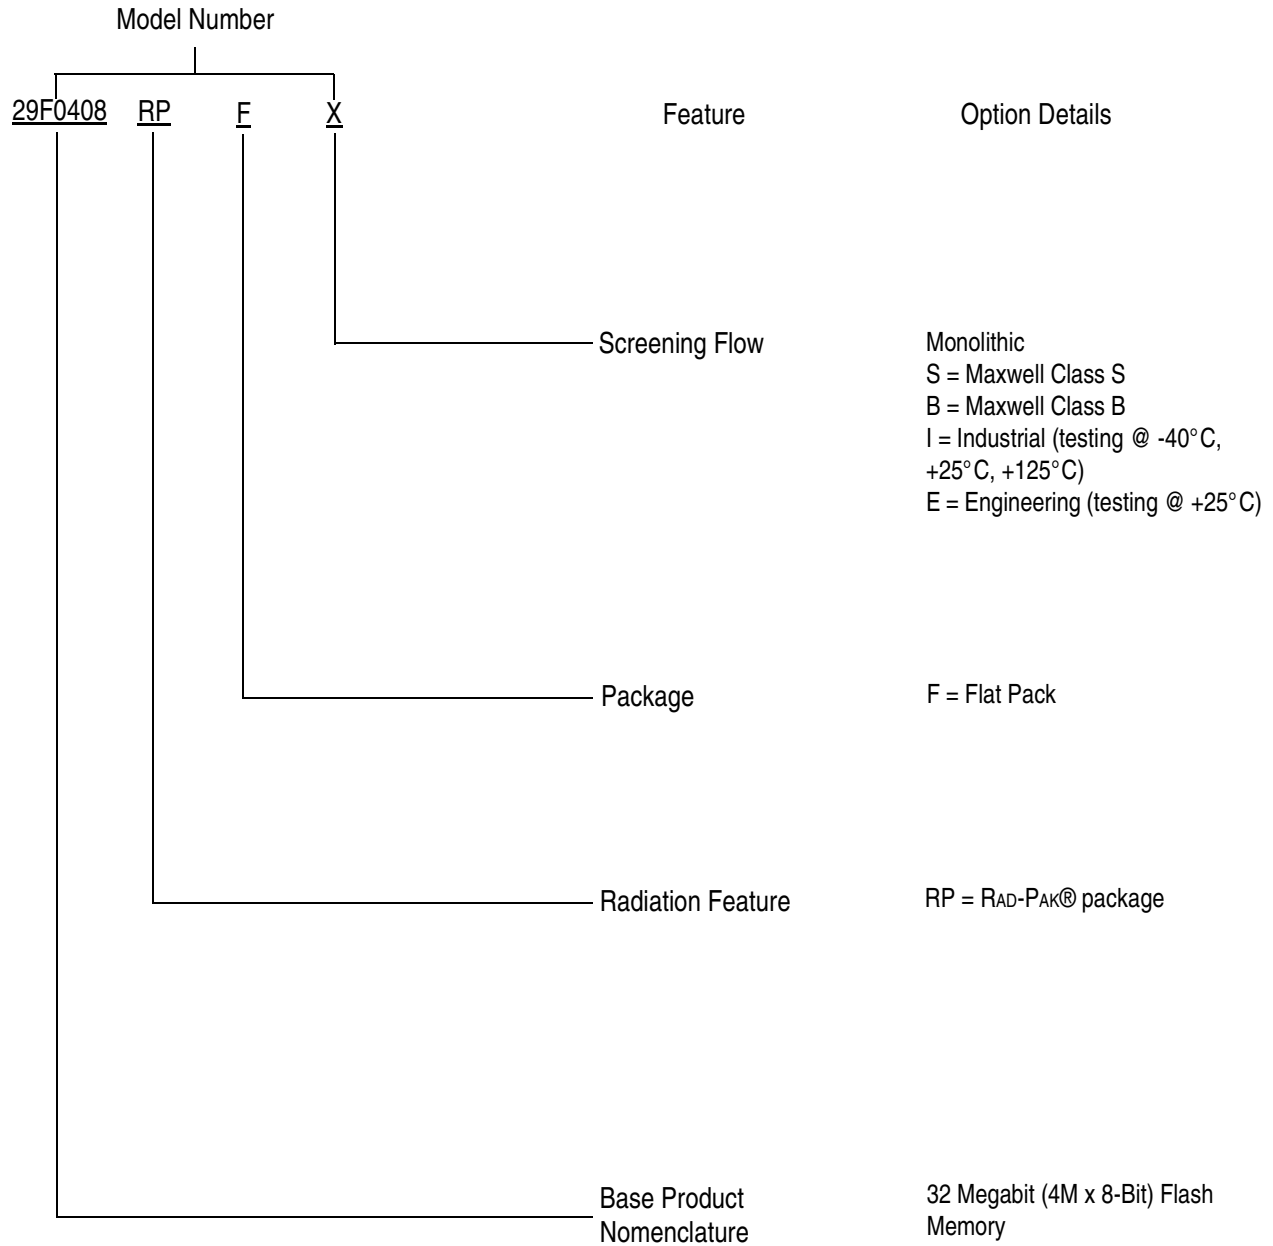 Model Number
29F0408 RP F X Feature Option Details
Screening Flow
Monolithic
S = Maxwell Class S
B = Maxwell Class B
I = Industrial (testing @ -40°C,
+25°C, +125°C)
E = Engineering (testing @ +25°C)
Package F = Flat Pack
Radiation Feature RP = RAD-PAK® package
Base Product
Nomenclature
32 Megabit (4M x 8-Bit) Flash
Memory